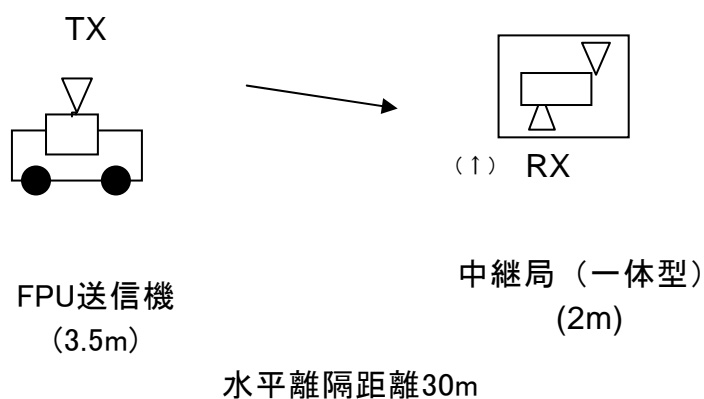 TX
(↑) RX
FPU送信機
(3.5m)
中継局（一体型）
(2m)
水平離隔距離30m